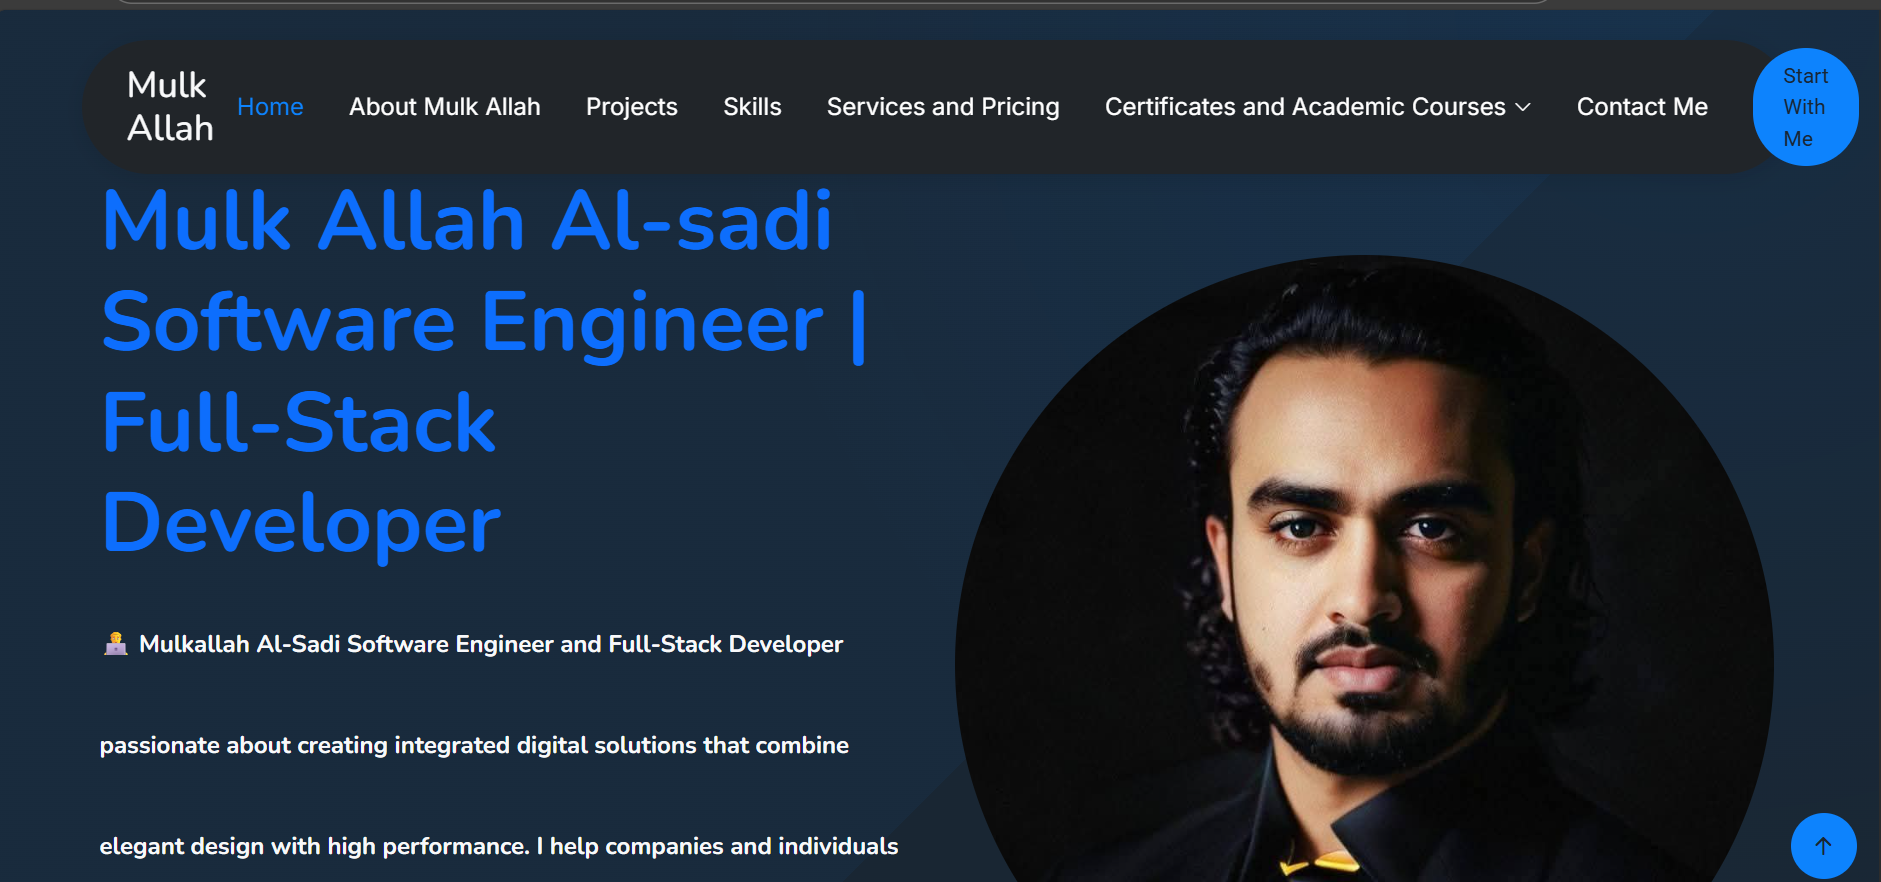 Mulk
Allah
Home
About Mulk Allah
Projects
Skills
Services and Pricing
Certificates and Academic Courses
Contact Me
Start
With
Me
Mulk Allah Al-sadi
Software Engineer |
Full-Stack
Developer
🧑‍💻 Mulkallah Al-Sadi Software Engineer and Full-Stack Developer
passionate about creating integrated digital solutions that combine
elegant design with high performance. I help companies and individuals